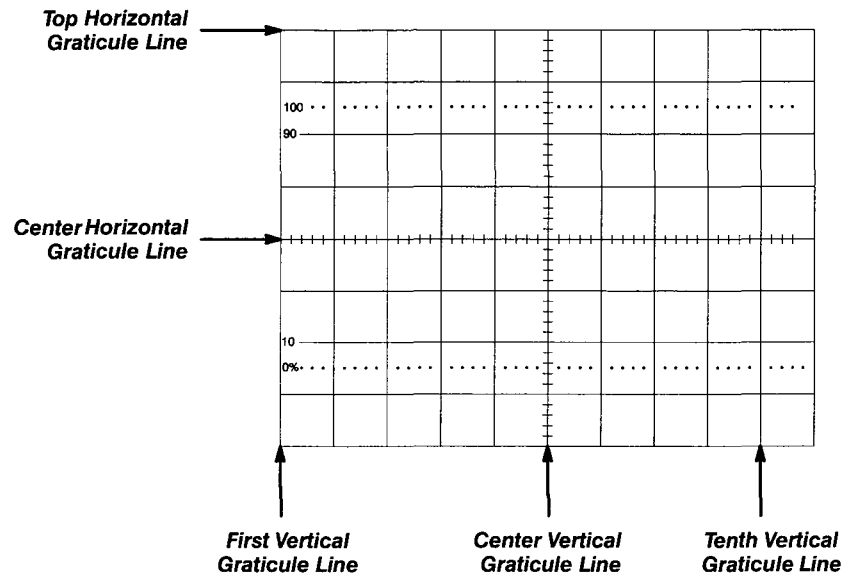 Top Horizontal
Graticule Line
100
90
Center Horizontal
Graticule Line
10
0%
First Vertical
Graticule Line
Center Vertical
Graticule Line
Tenth Vertical
Graticule Line